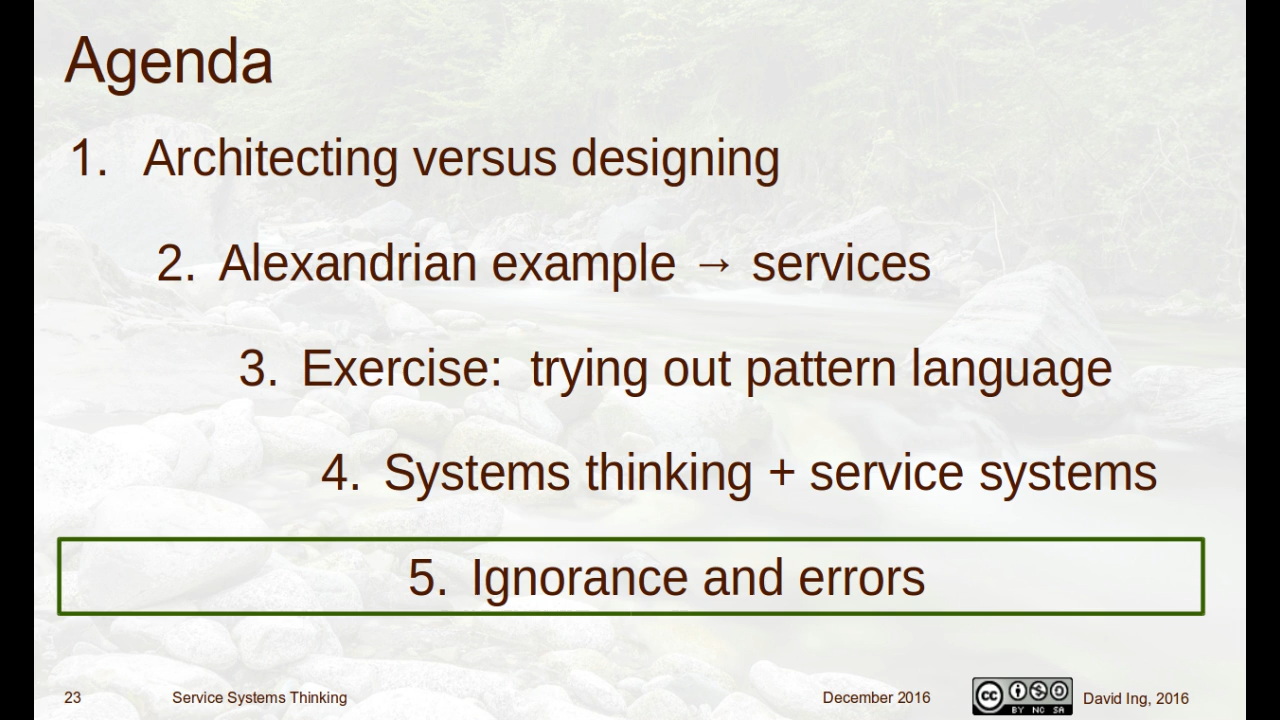 Agenda
1. Architecting versus designing
2. Alexandrian example → services
3. Exercise: trying out pattern language
4. Systems thinking + service systems
5. Ignorance and errors
23 Service Systems Thinking December 2016 cc BY NC SA David Ing, 2016